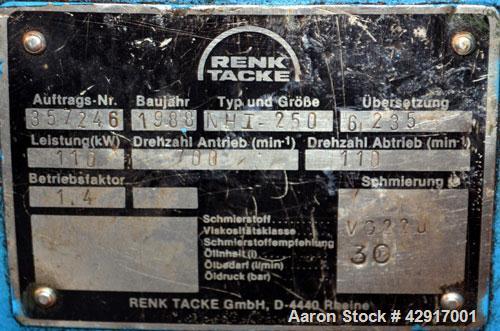 RENK
TACKE
Auftrags-Nr. Baujahr Typ und Größe Übersetzung
357246 1988 NHI-250 6,235
Leistung(kW) Drehzahl Antrieb (min⁻¹) Drehzahl Abtrieb (min⁻¹)
110 700 110
Betriebsfaktor Schmierung
1.4
Schmierstoff
Viskositätsklasse VG220
Schmierstoffempfehlung
Ölinhalt (l) 30
Ölbedarf (l/min)
Öldruck (bar)
RENK TACKE GmbH, D-4440 Rheine
Aaron Stock # 42917001